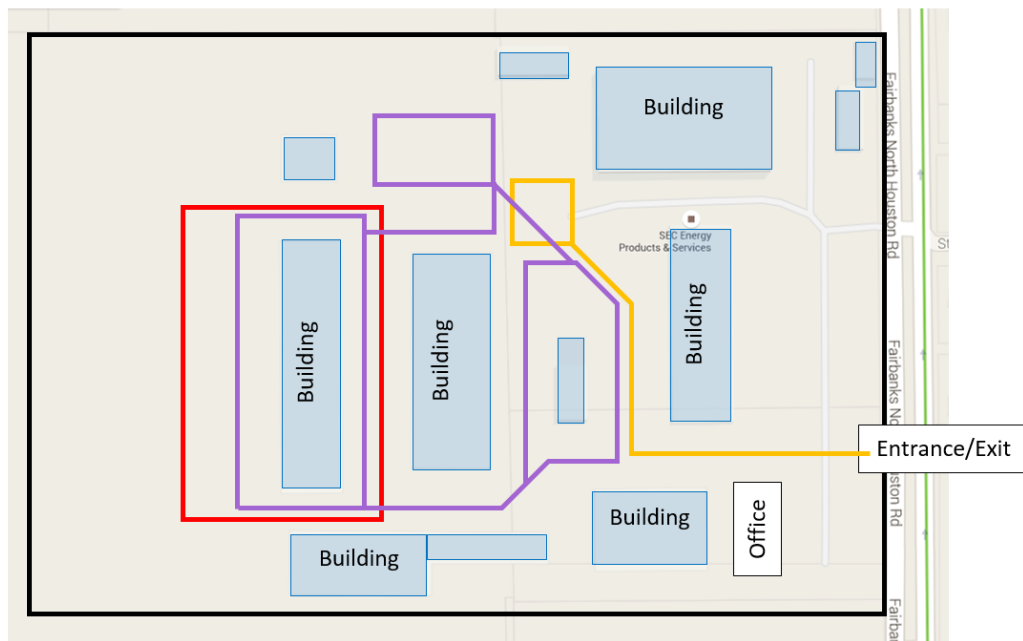 Building
Fairbanks North Houston Rd
SEC Energy
Products & Services
St
Building
Building
Building
Fairbanks No
Entrance/Exit
uston Rd
Building
Office
Building
Fairba